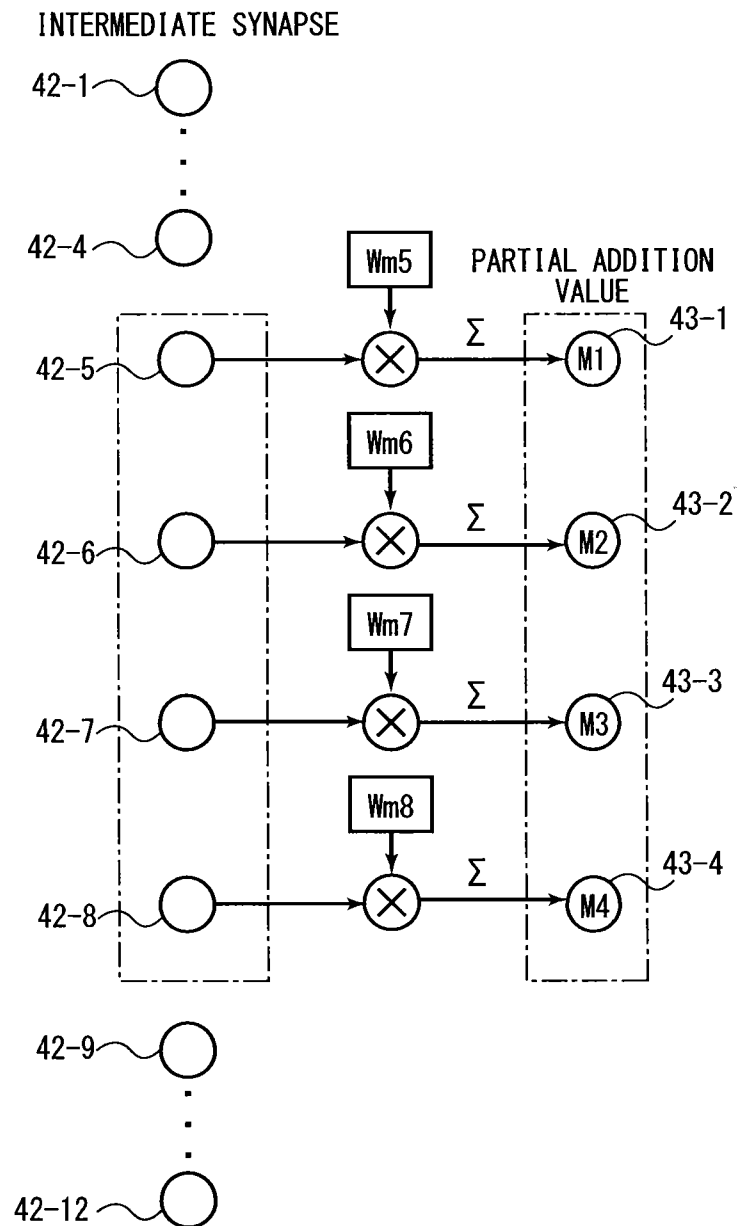 INTERMEDIATE SYNAPSE
42-1
42-4
Wm5
PARTIAL ADDITION
VALUE
43-1
42-5
Σ
M1
Wm6
43-2
42-6
Σ
M2
Wm7
43-3
42-7
Σ
M3
Wm8
43-4
42-8
Σ
M4
42-9
42-12